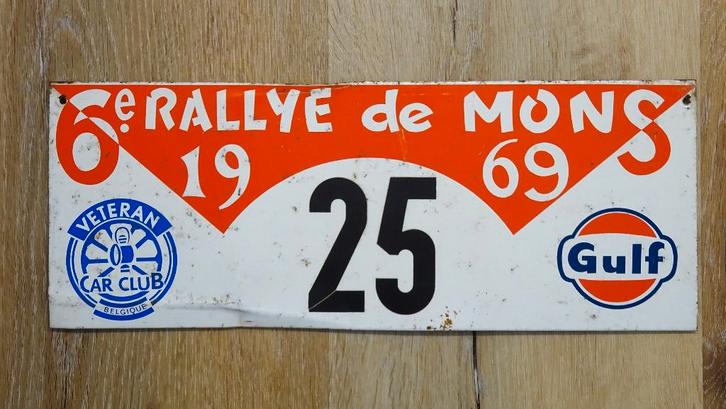 6e RALLYE de MONS
19 69
25
VETERAN
CAR CLUB
BELGIQUE
Gulf